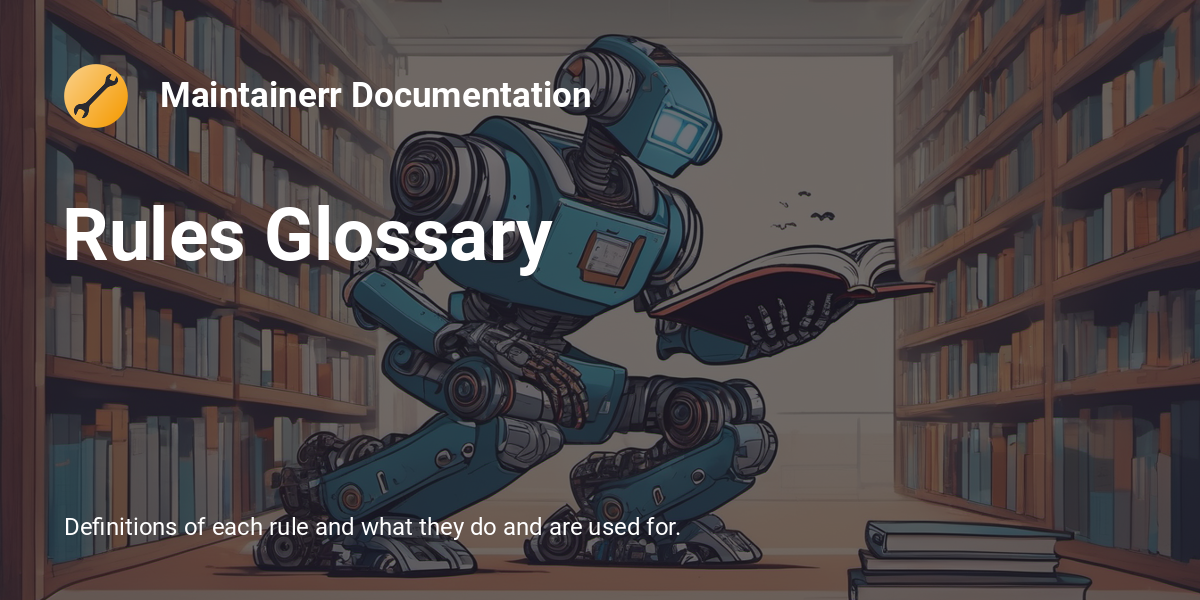 Maintainerr Documentation
Rules Glossary
Definitions of each rule and what they do and are used for.